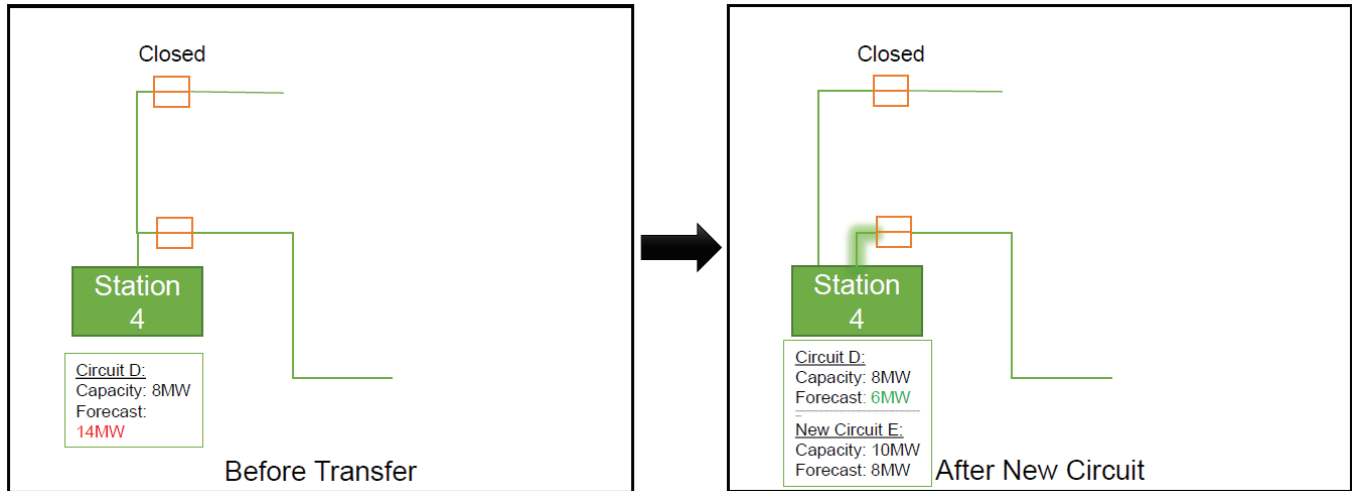 Closed
Station
4
Circuit D:
Capacity: 8MW
Forecast:
14MW
Before Transfer
Closed
Station
4
Circuit D:
Capacity: 8MW
Forecast: 6MW
New Circuit E:
Capacity: 10MW
Forecast: 8MW
After New Circuit